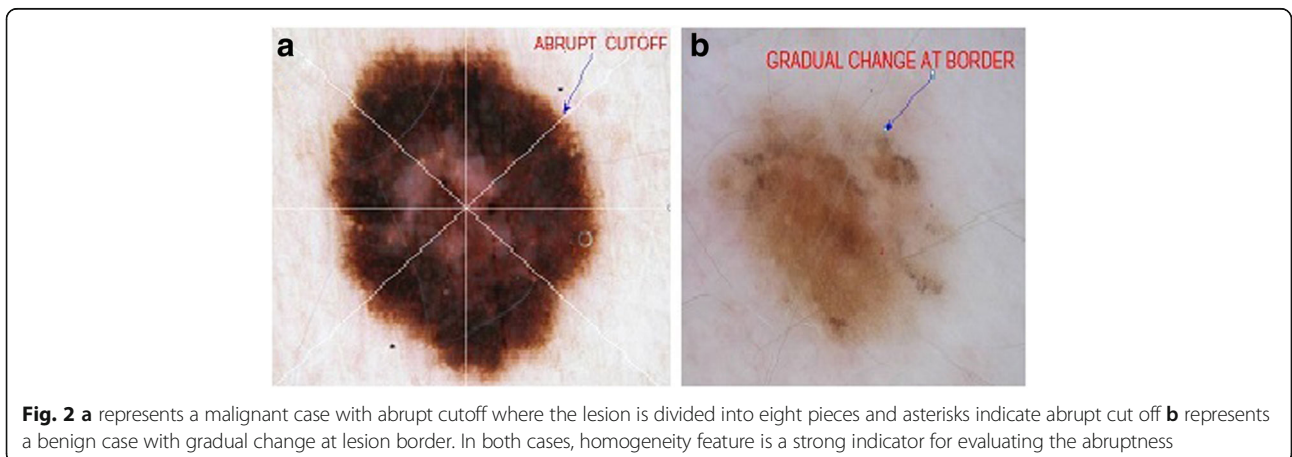 a
ABRUPT CUTOFF
b
GRADUAL CHANGE AT BORDER
Fig. 2 a represents a malignant case with abrupt cutoff where the lesion is divided into eight pieces and asterisks indicate abrupt cut off b represents
a benign case with gradual change at lesion border. In both cases, homogeneity feature is a strong indicator for evaluating the abruptness